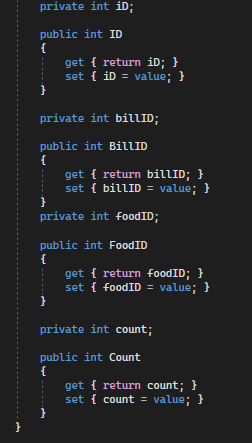 private int iD;
public int ID
{
get { return iD; }
set { iD = value; }
}
private int billID;
public int BillID
{
get { return billID; }
set { billID = value; }
}
private int foodID;
public int FoodID
{
get { return foodID; }
set { foodID = value; }
}
private int count;
public int Count
{
get { return count; }
set { count = value; }
}
}